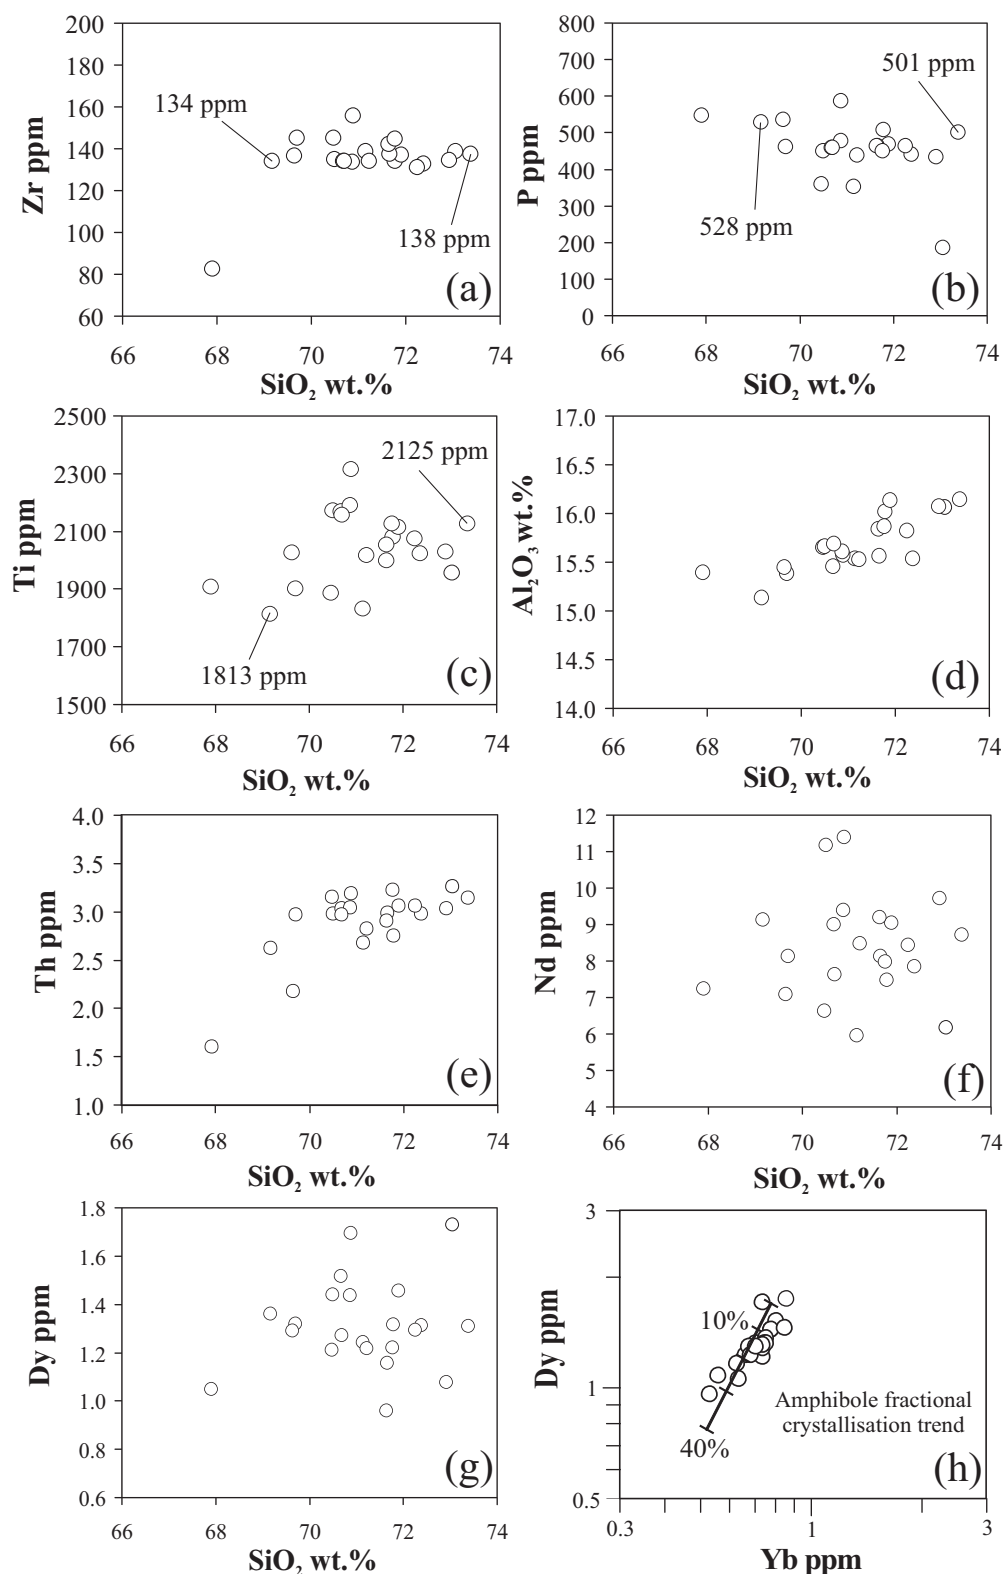 200
180
160
140
120
100
80
60
134 ppm
138 ppm
(a)
Zr ppm
66 68 70 72 74
SiO₂ wt.%
800
700
600
500
400
300
200
100
0
501 ppm
528 ppm
(b)
P ppm
66 68 70 72 74
SiO₂ wt.%
2500
2300
2100
1900
1700
1500
2125 ppm
1813 ppm
(c)
Ti ppm
66 68 70 72 74
SiO₂ wt.%
17.0
16.5
16.0
15.5
15.0
14.5
14.0
(d)
Al₂O₃ wt.%
66 68 70 72 74
SiO₂ wt.%
4.0
3.5
3.0
2.5
2.0
1.5
1.0
(e)
Th ppm
66 68 70 72 74
SiO₂ wt.%
12
11
10
9
8
7
6
5
4
(f)
Nd ppm
66 68 70 72 74
SiO₂ wt.%
1.8
1.6
1.4
1.2
1.0
0.8
0.6
(g)
Dy ppm
66 68 70 72 74
SiO₂ wt.%
3
1
0.5
10%
Amphibole fractional
crystallisation trend
40%
(h)
Dy ppm
0.3 1 3
Yb ppm